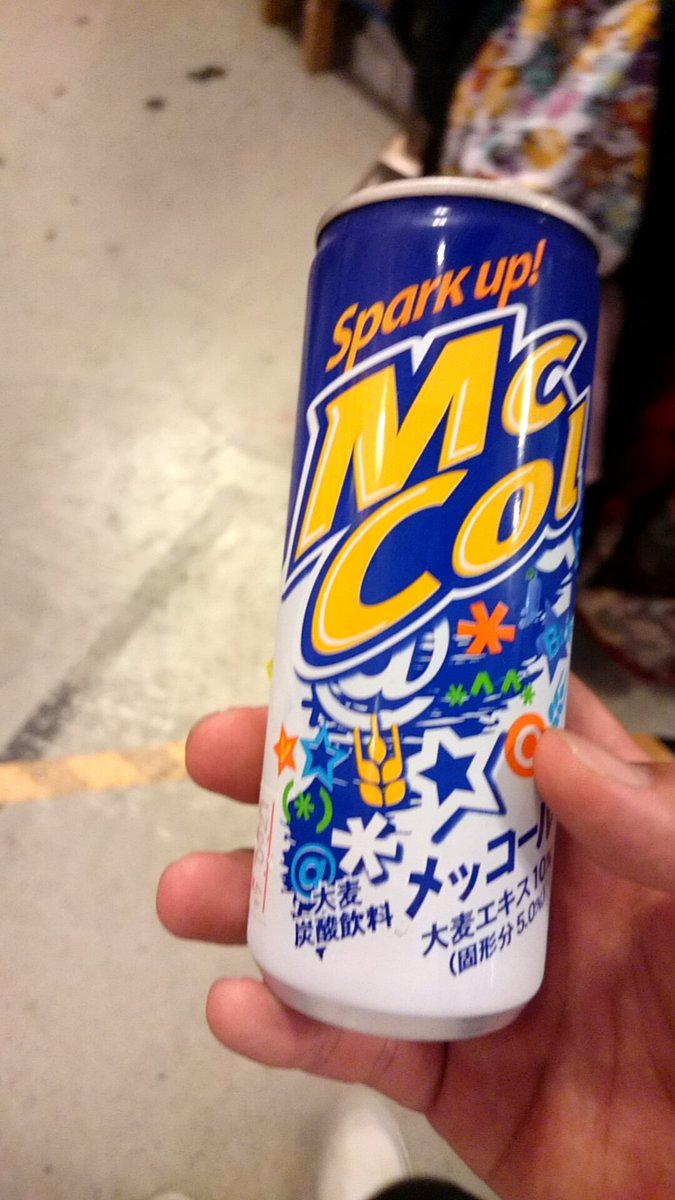 Spark up!
Mc
Col
メッコール
大麦
炭酸飲料
大麦エキス10%
(固形分5.0%)